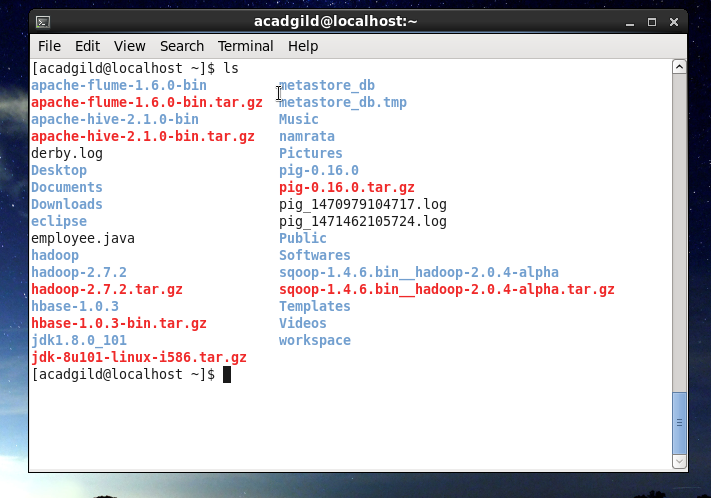 acadgild@localhost:~
File Edit View Search Terminal Help
[acadgild@localhost ~]$ ls
apache-flume-1.6.0-bin metastore_db
apache-flume-1.6.0-bin.tar.gz metastore_db.tmp
apache-hive-2.1.0-bin Music
apache-hive-2.1.0-bin.tar.gz namrata
derby.log Pictures
Desktop pig-0.16.0
Documents pig-0.16.0.tar.gz
Downloads pig_1470979104717.log
eclipse pig_1471462105724.log
employee.java Public
hadoop Softwares
hadoop-2.7.2 sqoop-1.4.6.bin__hadoop-2.0.4-alpha
hadoop-2.7.2.tar.gz sqoop-1.4.6.bin__hadoop-2.0.4-alpha.tar.gz
hbase-1.0.3 Templates
hbase-1.0.3-bin.tar.gz Videos
jdk1.8.0_101 workspace
jdk-8u101-linux-i586.tar.gz
[acadgild@localhost ~]$